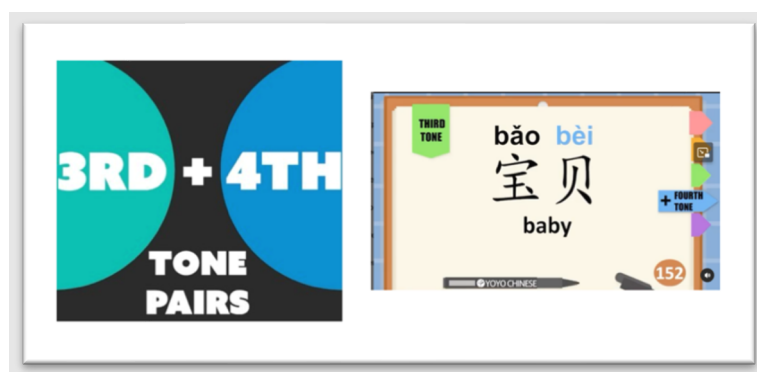 3RD + 4TH
TONE
PAIRS
THIRD
TONE
bǎo bèi
宝贝
baby
+ FOURTH
TONE
152
YOYO CHINESE